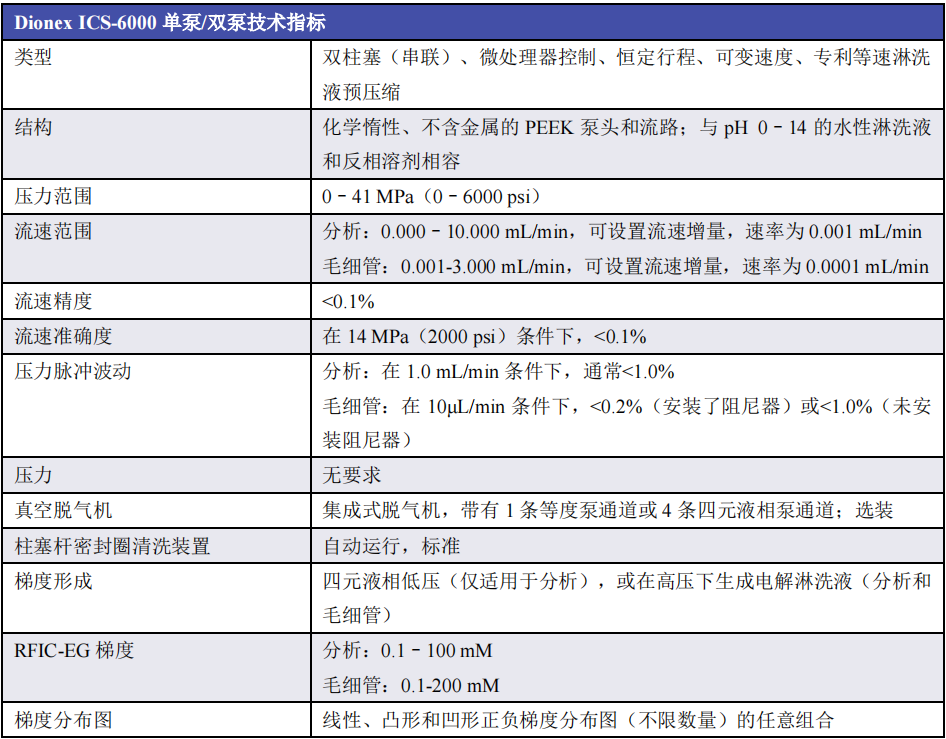 Dionex ICS-6000 单泵/双泵技术指标
类型
双柱塞（串联）、微处理器控制、恒定行程、可变速度、专利等速淋洗
液预压缩
结构
化学惰性、不含金属的 PEEK 泵头和流路；与 pH 0－14 的水性淋洗液
和反相溶剂相容
压力范围
0－41 MPa（0－6000 psi）
流速范围
分析：0.000－10.000 mL/min，可设置流速增量，速率为0.001 mL/min
毛细管：0.001-3.000 mL/min，可设置流速增量，速率为0.0001 mL/min
流速精度
<0.1%
流速准确度
在 14 MPa（2000 psi）条件下，<0.1%
压力脉冲波动
分析：在 1.0 mL/min 条件下，通常<1.0%
毛细管：在 10μL/min 条件下，<0.2%（安装了阻尼器）或<1.0%（未安
装阻尼器）
压力
无要求
真空脱气机
集成式脱气机，带有 1 条等度泵通道或 4 条四元液相泵通道；选装
柱塞杆密封圈清洗装置
自动运行，标准
梯度形成
四元液相低压（仅适用于分析），或在高压下生成电解淋洗液（分析和
毛细管）
RFIC-EG 梯度
分析：0.1－100 mM
毛细管：0.1-200 mM
梯度分布图
线性、凸形和凹形正负梯度分布图（不限数量）的任意组合